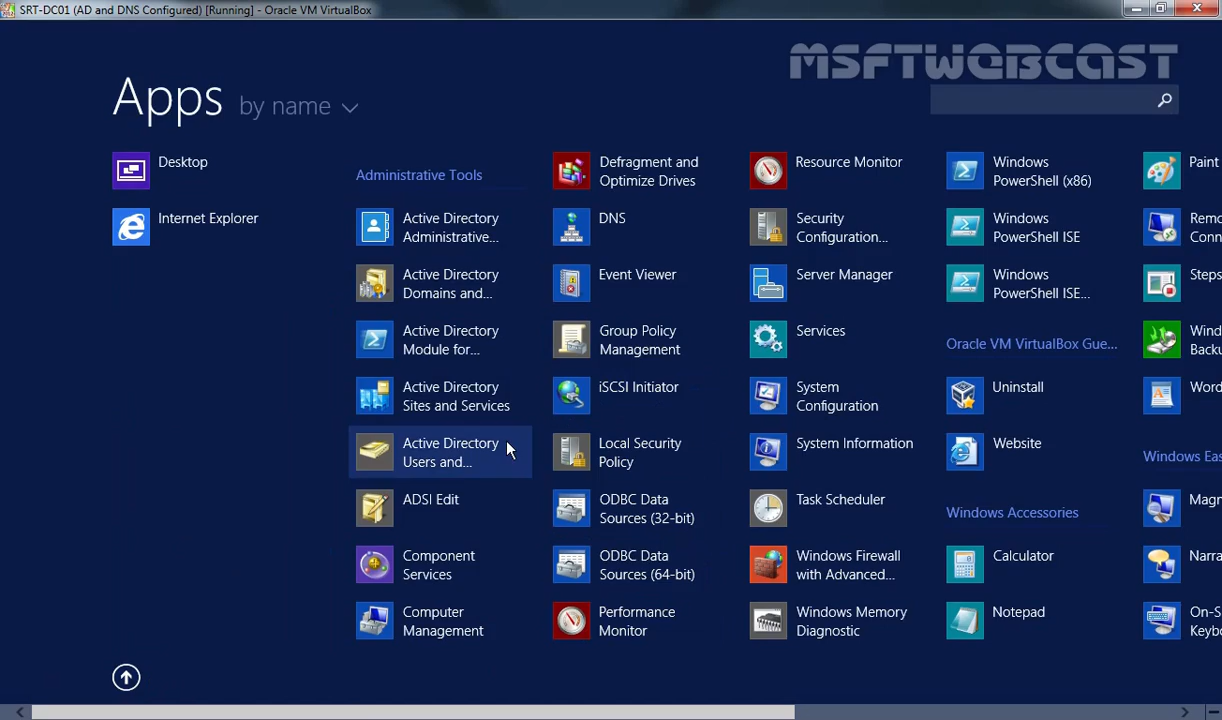 SRT-DC01 (AD and DNS Configured) [Running] - Oracle VM VirtualBox
MSFTWEBCAST
Apps by name
Desktop
Internet Explorer
Administrative Tools
Active Directory
Administrative...
Active Directory
Domains and...
Active Directory
Module for...
Active Directory
Sites and Services
Active Directory
Users and...
ADSI Edit
Component
Services
Computer
Management
Defragment and
Optimize Drives
DNS
Event Viewer
Group Policy
Management
iSCSI Initiator
Local Security
Policy
ODBC Data
Sources (32-bit)
ODBC Data
Sources (64-bit)
Performance
Monitor
Resource Monitor
Security
Configuration...
Server Manager
Services
System
Configuration
System Information
Task Scheduler
Windows Firewall
with Advanced...
Windows Memory
Diagnostic
Windows
PowerShell (x86)
Windows
PowerShell ISE
Windows
PowerShell ISE...
Oracle VM VirtualBox Gue...
Uninstall
Website
Windows Accessories
Calculator
Notepad
Paint
Remo
Conn
Steps
Wind
Backu
Word
Windows Eas
Magn
Narra
On-S
Keybo